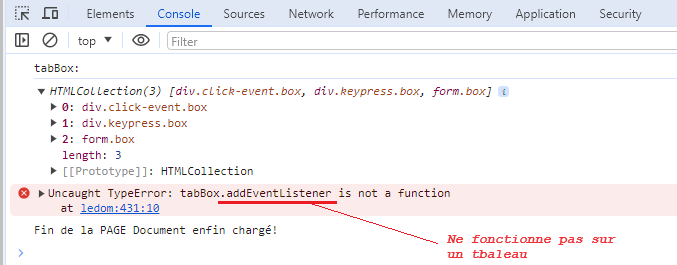 Elements Console Sources Network Performance Memory Application Security
top Filter
tabBox:
HTMLCollection(3) [div.click-event.box, div.keypress.box, form.box] i
0: div.click-event.box
1: div.keypress.box
2: form.box
length: 3
[[Prototype]]: HTMLCollection
Uncaught TypeError: tabBox.addEventListener is not a function
at ledom:431:10
Fin de la PAGE Document enfin chargé!
Ne fonctionne pas sur
un tbaleau